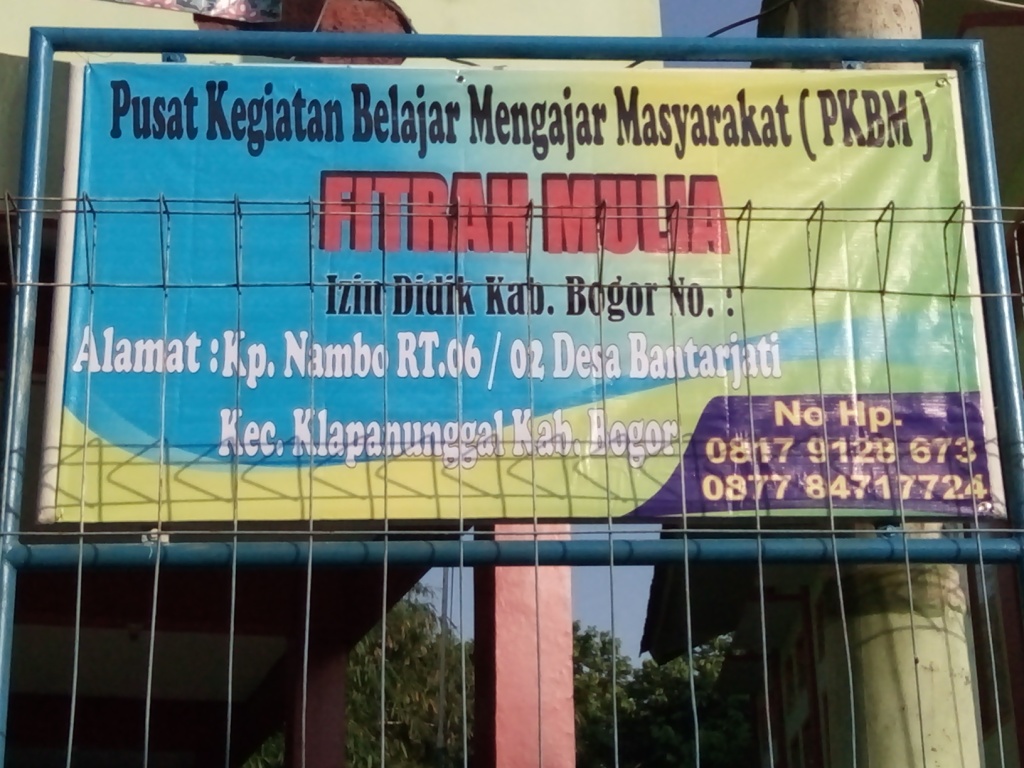 Pusat Kegiatan Belajar Mengajar Masyarakat ( PKBM )
FITRAH MULIA
Izin Didik Kab. Bogor No. :
Alamat : Kp. Nambo RT.06 / 02 Desa Bantarjati
Kec. Klapanunggal Kab. Bogor
No Hp.
0817 9128 673
0877 84717724